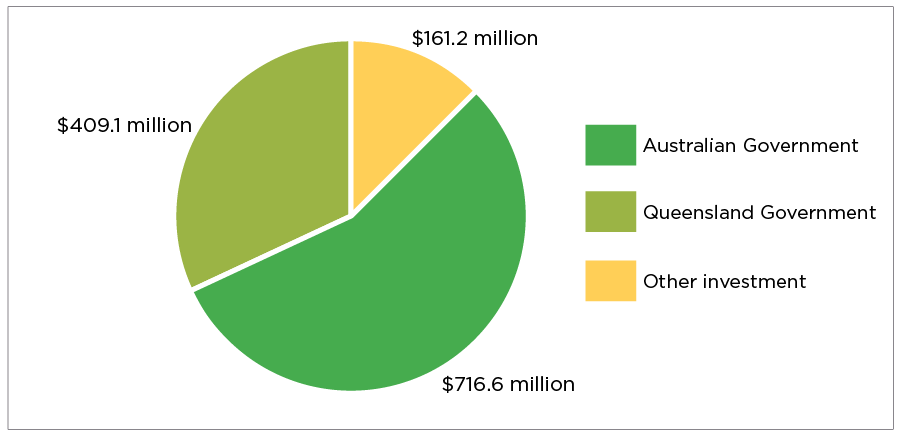 $161.2 million
$409.1 million
Australian Government
Queensland Government
Other investment
$716.6 million